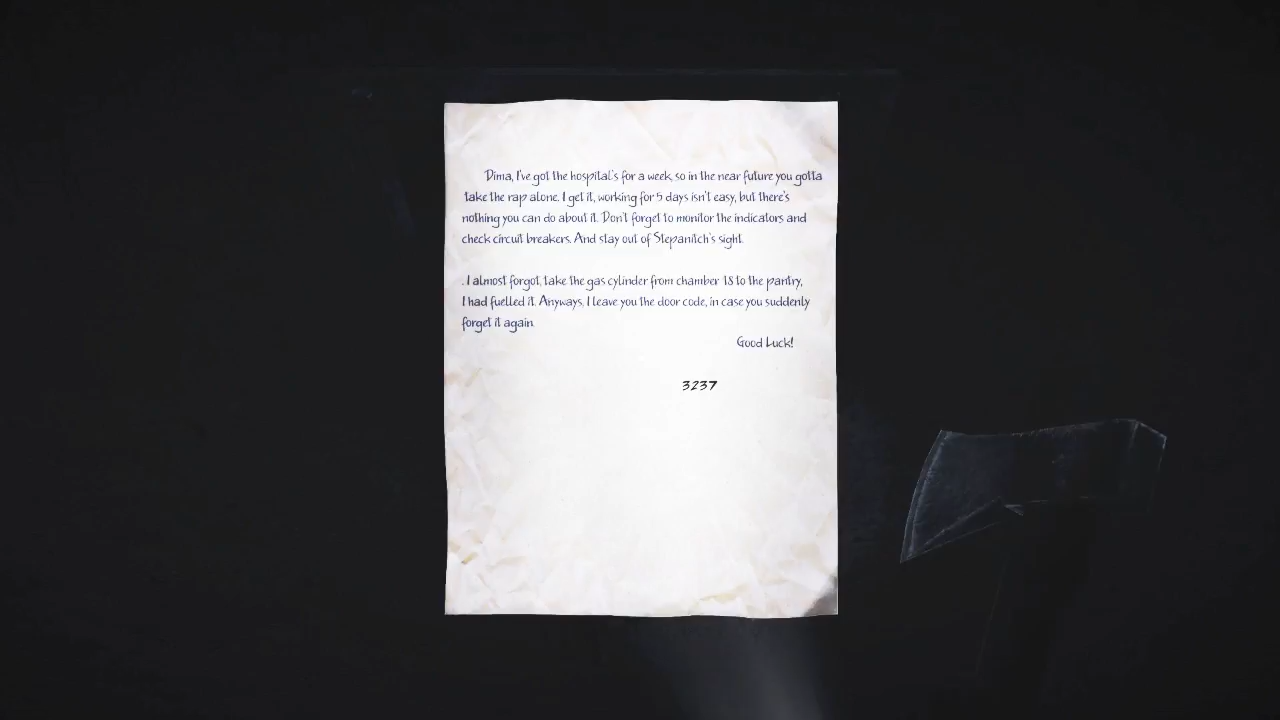 Dima, I've got the hospital's for a week, so in the near future you gotta
take the rap alone. I get it, working for 5 days isn't easy, but there's
nothing you can do about it. Don't forget to monitor the indicators and
check circuit breakers. And stay out of Stepanitch's sight.
. I almost forgot, take the gas cylinder from chamber 18 to the pantry,
I had fuelled it. Anyways, I leave you the door code, in case you suddenly
forget it again.
Good Luck!
3237